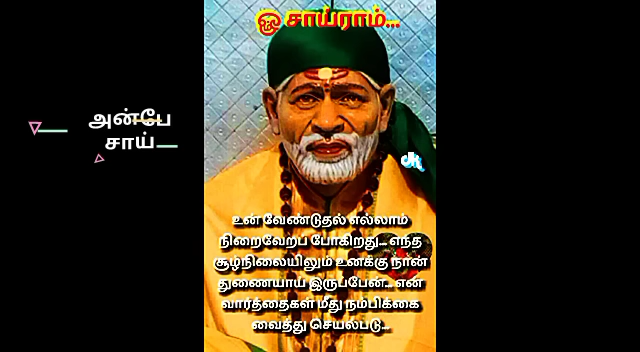 ஓ சாய்ராம்...
அன்பே
சாய்
உன் வேண்டுதல் எல்லாம்
நிறைவேறப் போகிறது... எந்த
சூழ்நிலையிலும் உனக்கு நான்
துணையாய் இருப்பேன்... என்
வார்த்தைகள் மீது நம்பிக்கை
வைத்து செயல்படு...